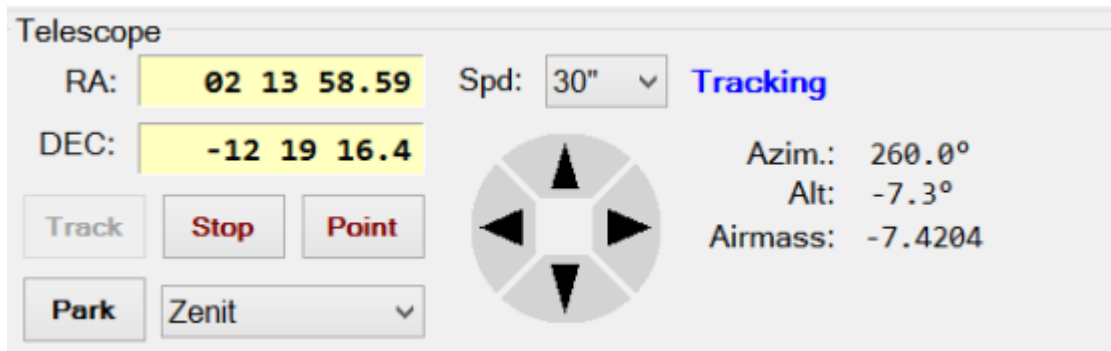 Telescope
RA: 02 13 58.59 Spd: 30" Tracking
DEC: -12 19 16.4
Azim.: 260.0º
Alt: -7.3º
Track Stop Point
Airmass: -7.4204
Park Zenit